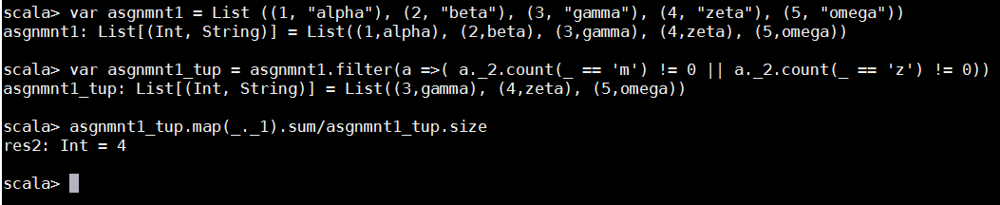 scala> var asgnmnt1 = List ((1, "alpha"), (2, "beta"), (3, "gamma"), (4, "zeta"), (5, "omega"))
asgnmnt1: List[(Int, String)] = List((1,alpha), (2,beta), (3,gamma), (4,zeta), (5,omega))
scala> var asgnmnt1_tup = asgnmnt1.filter(a =>( a._2.count(_ == 'm') != 0 || a._2.count(_ == 'z') != 0))
asgnmnt1_tup: List[(Int, String)] = List((3,gamma), (4,zeta), (5,omega))
scala> asgnmnt1_tup.map(_._1).sum/asgnmnt1_tup.size
res2: Int = 4
scala>